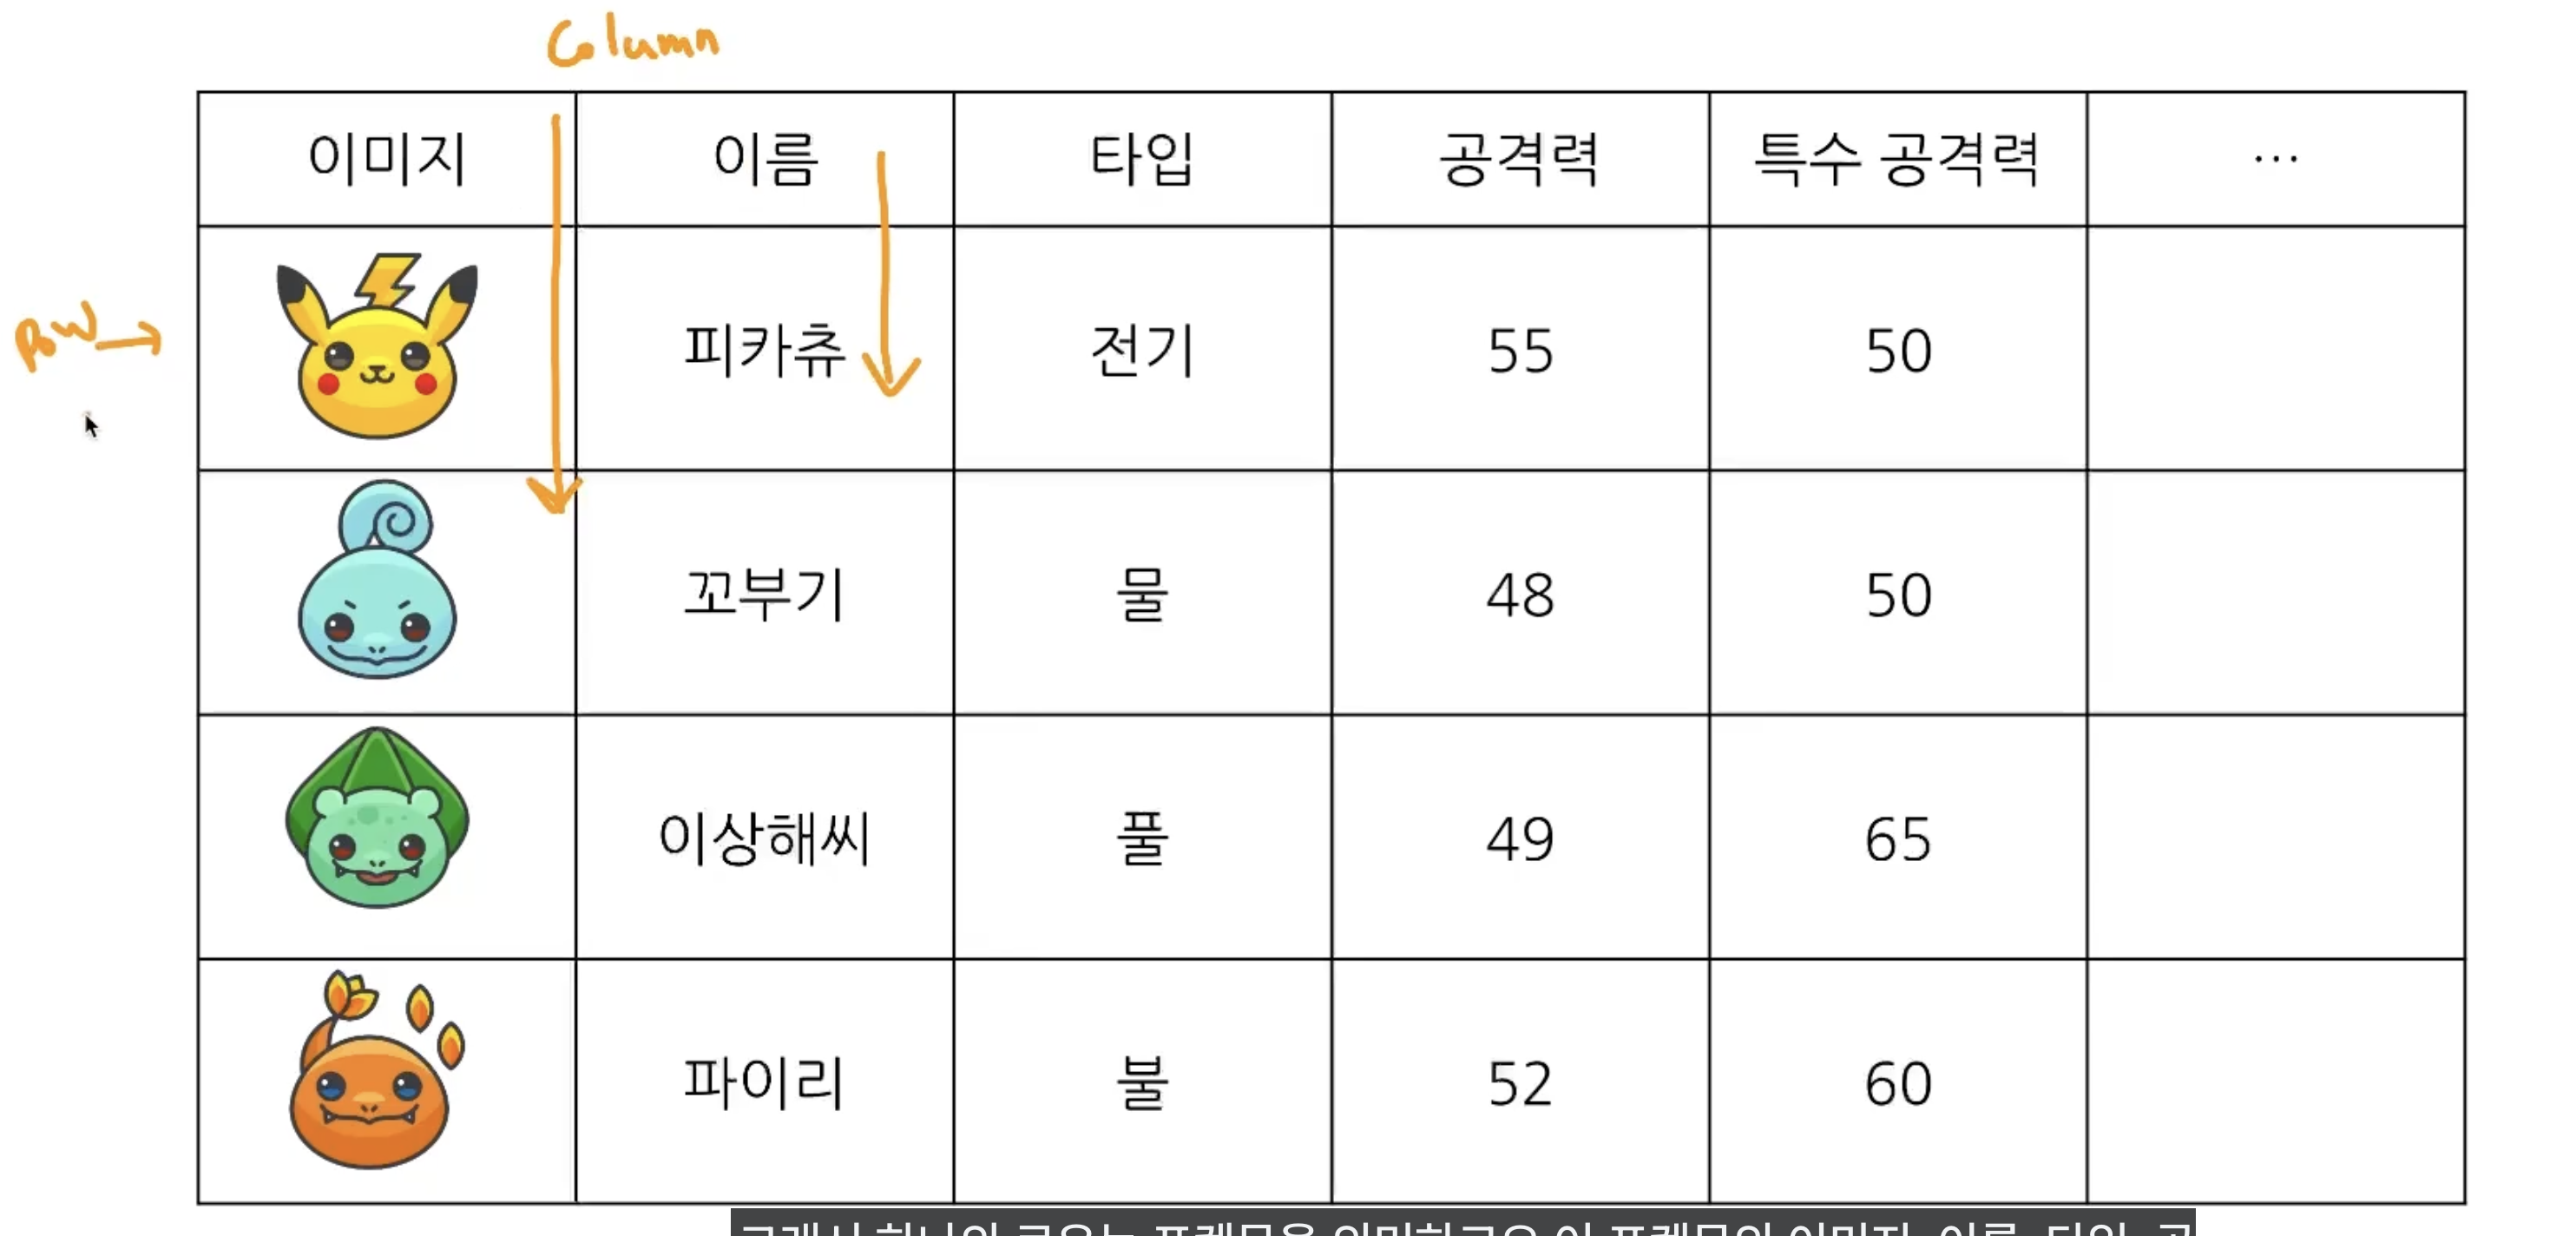 Column
이미지 이름 타입 공격력 특수 공격력 ...
Row
피카츄 전기 55 50
꼬부기 물 48 50
이상해씨 풀 49 65
파이리 불 52 60